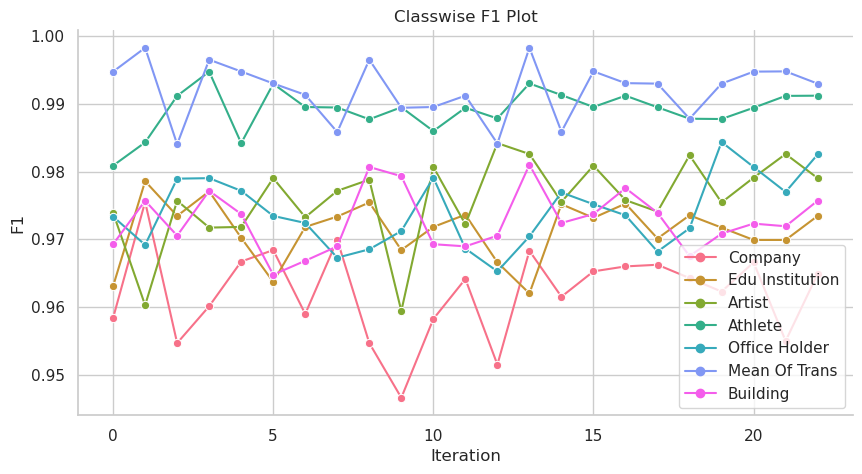 Classwise F1 Plot
1.00
0.99
0.98
0.97
0.96
0.95
F1
0
5
10
15
20
Iteration
Company
Edu Institution
Artist
Athlete
Office Holder
Mean Of Trans
Building